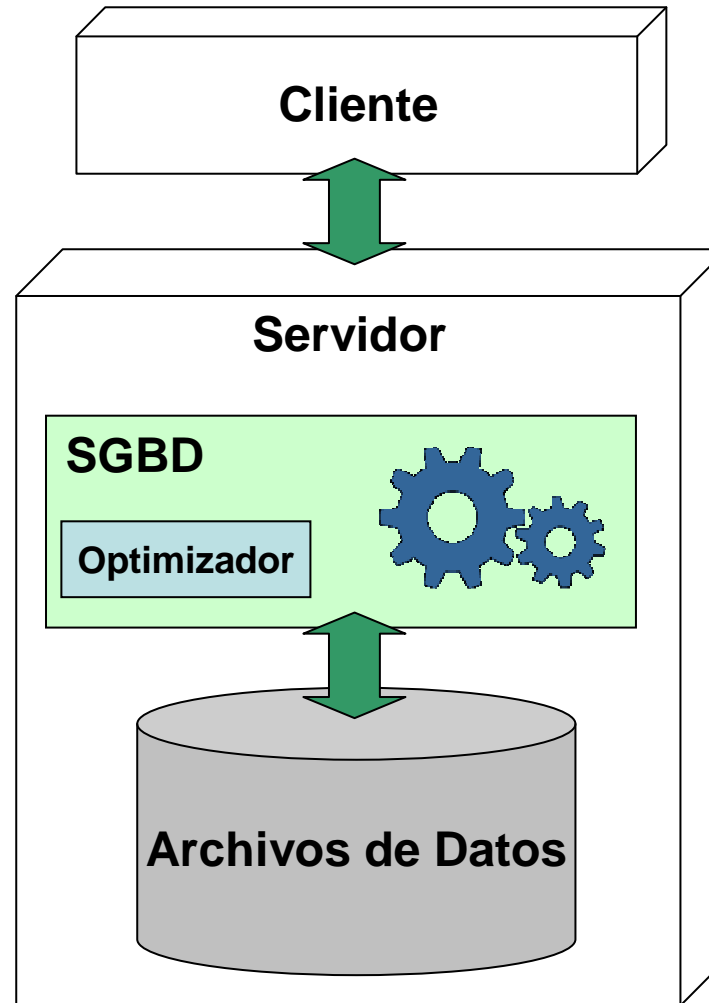 Cliente
Servidor
SGBD
Optimizador
Archivos de Datos